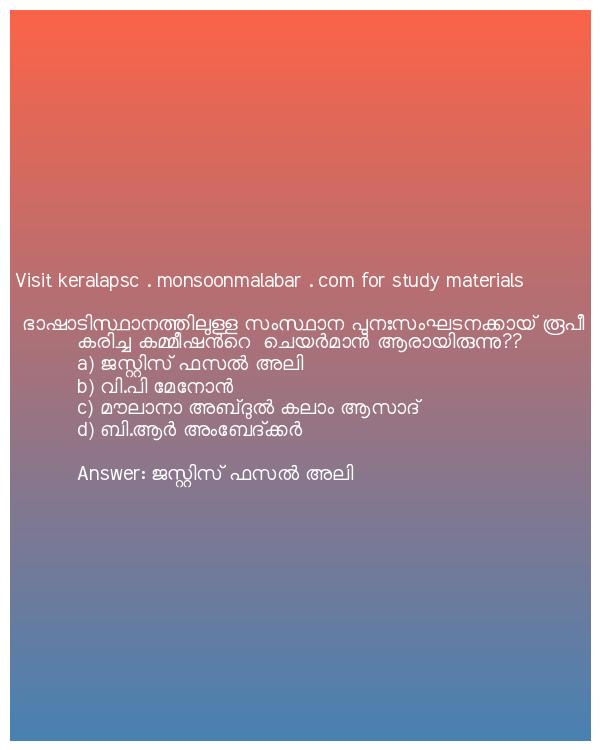 Visit keralapsc . monsoonmalabar . com for study materials
ഭാഷാടിസ്ഥാനത്തിലുള്ള സംസ്ഥാന പുനഃസംഘടനക്കായ് രൂപീ
കരിച്ച കമ്മീഷൻറെ ചെയർമാൻ ആരായിരുന്നു??
a) ജസ്റ്റിസ് ഫസൽ അലി
b) വി.പി മേനോൻ
c) മൗലാനാ അബ്ദുൽ കലാം ആസാദ്
d) ബി.ആർ അംബേദ്ക്കർ
Answer: ജസ്റ്റിസ് ഫസൽ അലി